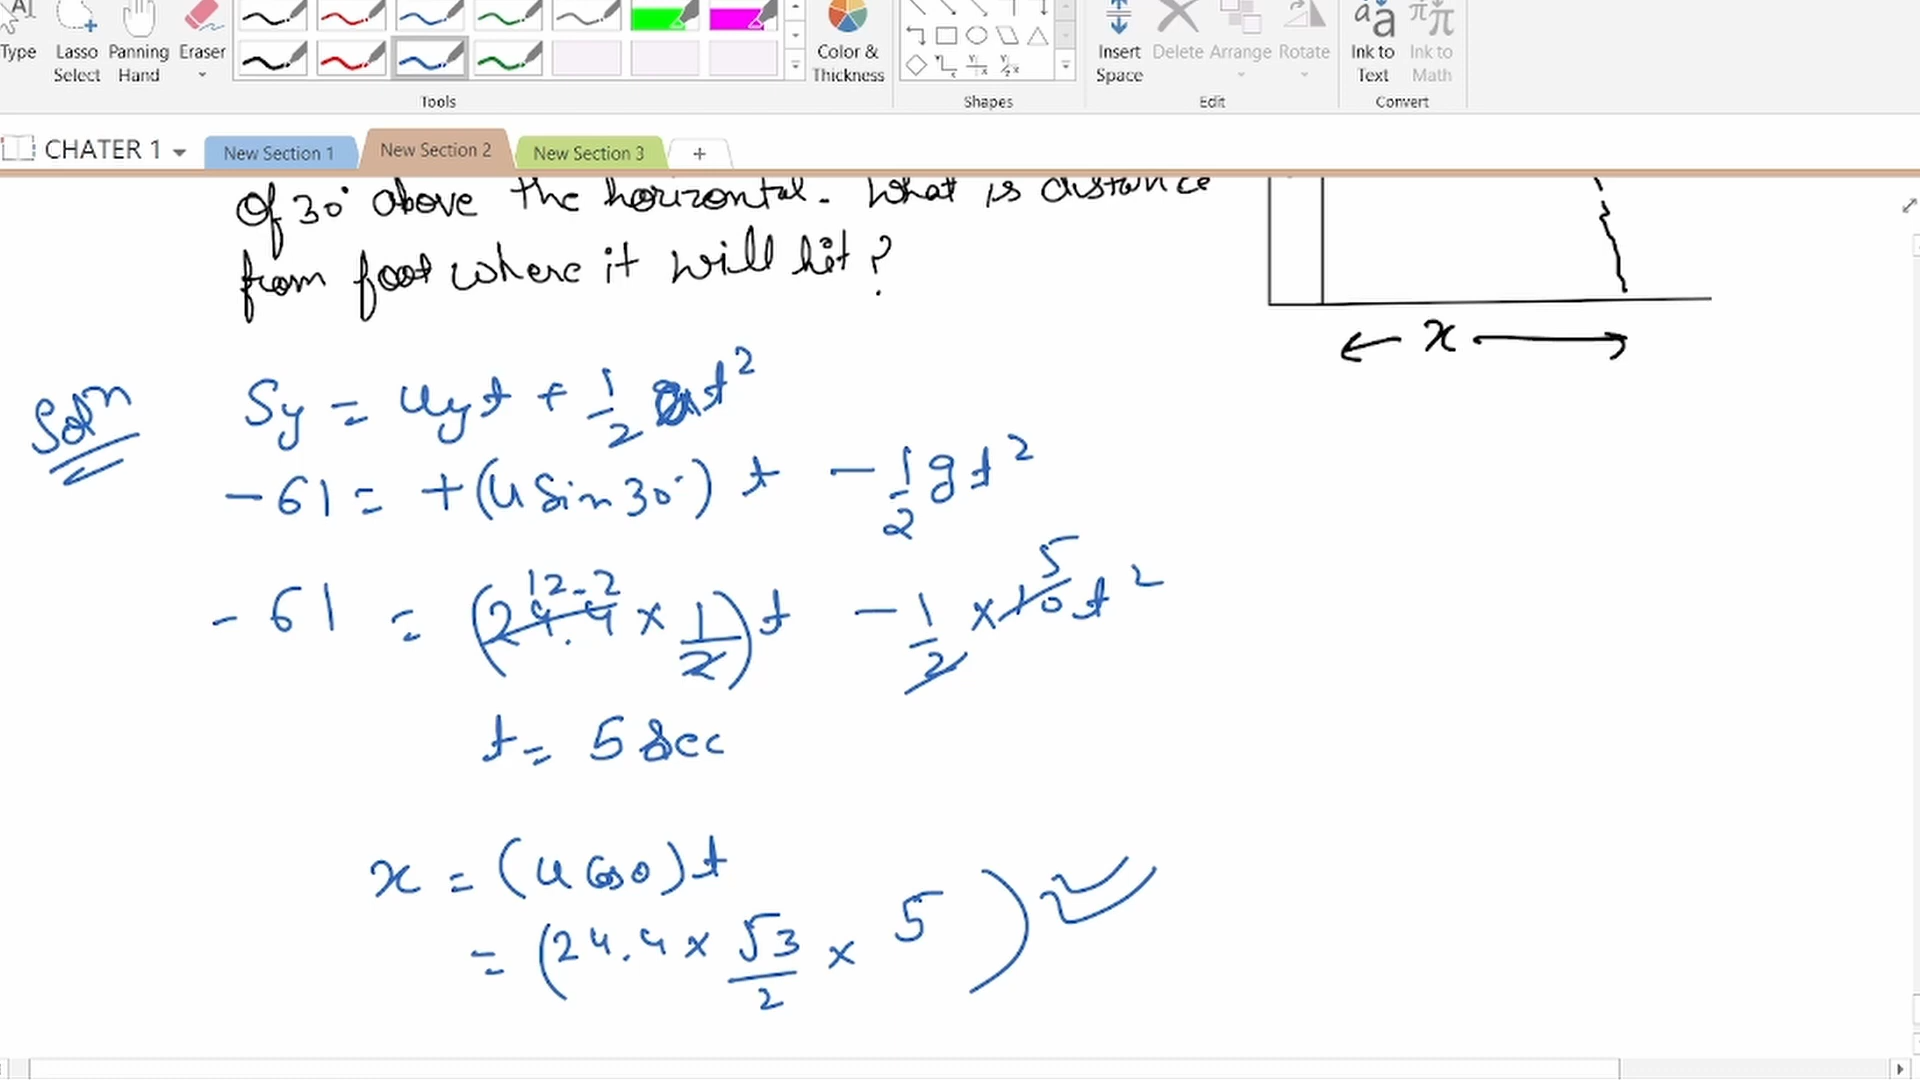 Type
Lasso Select
Panning Hand
Eraser
Color & Thickness
Insert Space
Delete
Arrange
Rotate
Ink to Text
Ink to Math
Tools
Shapes
Edit
Convert
CHATER 1
New Section 1
New Section 2
New Section 3
+
of 30° above the horizontal. What is distance
from foot where it will hit?
x
Soln
Sy = uyt + 1/2 at²
-61 = +(u Sin 30°) t - 1/2 gt²
-61 = (24.4 × 1/2)t - 1/2 × 10 t²
12.2
5
t = 5 sec
x = (u Cos θ) t
= (24.4 × √3/2 × 5)